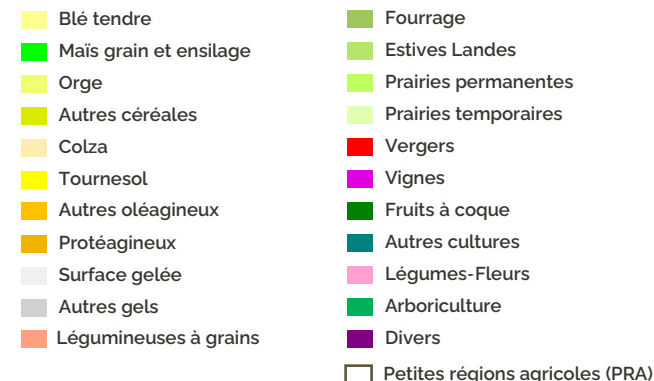 Blé tendre
Maïs grain et ensilage
Orge
Autres céréales
Colza
Tournesol
Autres oléagineux
Protéagineux
Surface gelée
Autres gels
Légumineuses à grains
Fourrage
Estives Landes
Prairies permanentes
Prairies temporaires
Vergers
Vignes
Fruits à coque
Autres cultures
Légumes-Fleurs
Arboriculture
Divers
Petites régions agricoles (PRA)